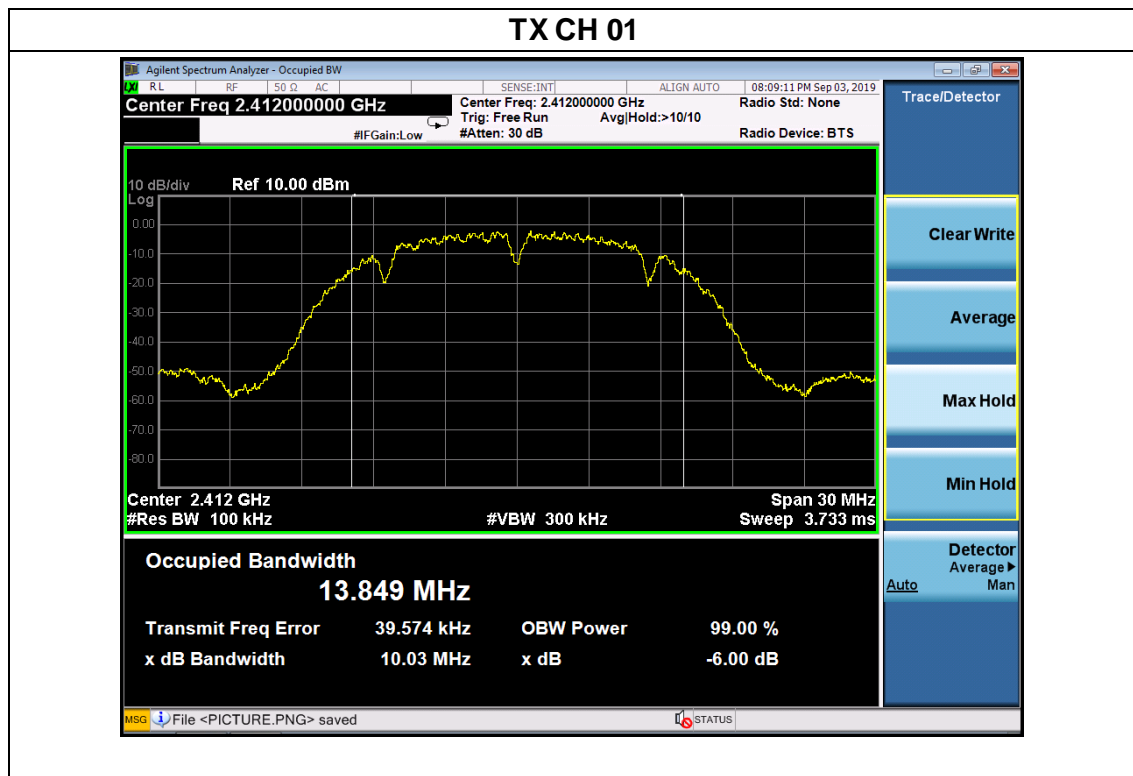 TX CH 01
Agilent Spectrum Analyzer - Occupied BW
LXI RL RF 50 Ω AC SENSE:INT ALIGN AUTO 08:09:11 PM Sep 03, 2019
Center Freq 2.412000000 GHz
Center Freq: 2.412000000 GHz Radio Std: None
Trig: Free Run Avg|Hold:>10/10
#IFGain:Low #Atten: 30 dB Radio Device: BTS
Trace/Detector
10 dB/div Ref 10.00 dBm
Log
0.00
-10.0
-20.0
-30.0
-40.0
-50.0
-60.0
-70.0
-80.0
Center 2.412 GHz Span 30 MHz
#Res BW 100 kHz #VBW 300 kHz Sweep 3.733 ms
Clear Write
Average
Max Hold
Min Hold
Detector
Average▶
Auto Man
Occupied Bandwidth
13.849 MHz
Transmit Freq Error 39.574 kHz OBW Power 99.00 %
x dB Bandwidth 10.03 MHz x dB -6.00 dB
MSG File <PICTURE.PNG> saved STATUS